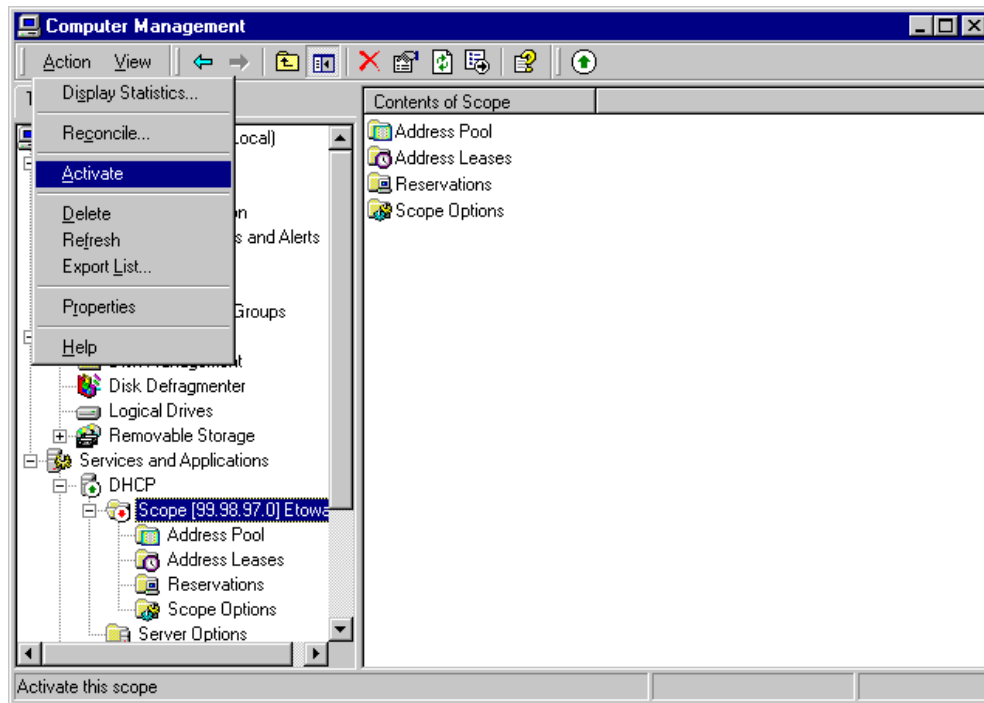 Computer Management
Action View
Display Statistics...
Reconcile...
Activate
Delete
Refresh
Export List...
Properties
Help
Local)
s and Alerts
Groups
Disk Defragmenter
Logical Drives
Removable Storage
Services and Applications
DHCP
Scope [99.98.97.0] Etowa
Address Pool
Address Leases
Reservations
Scope Options
Server Options
Contents of Scope
Address Pool
Address Leases
Reservations
Scope Options
Activate this scope